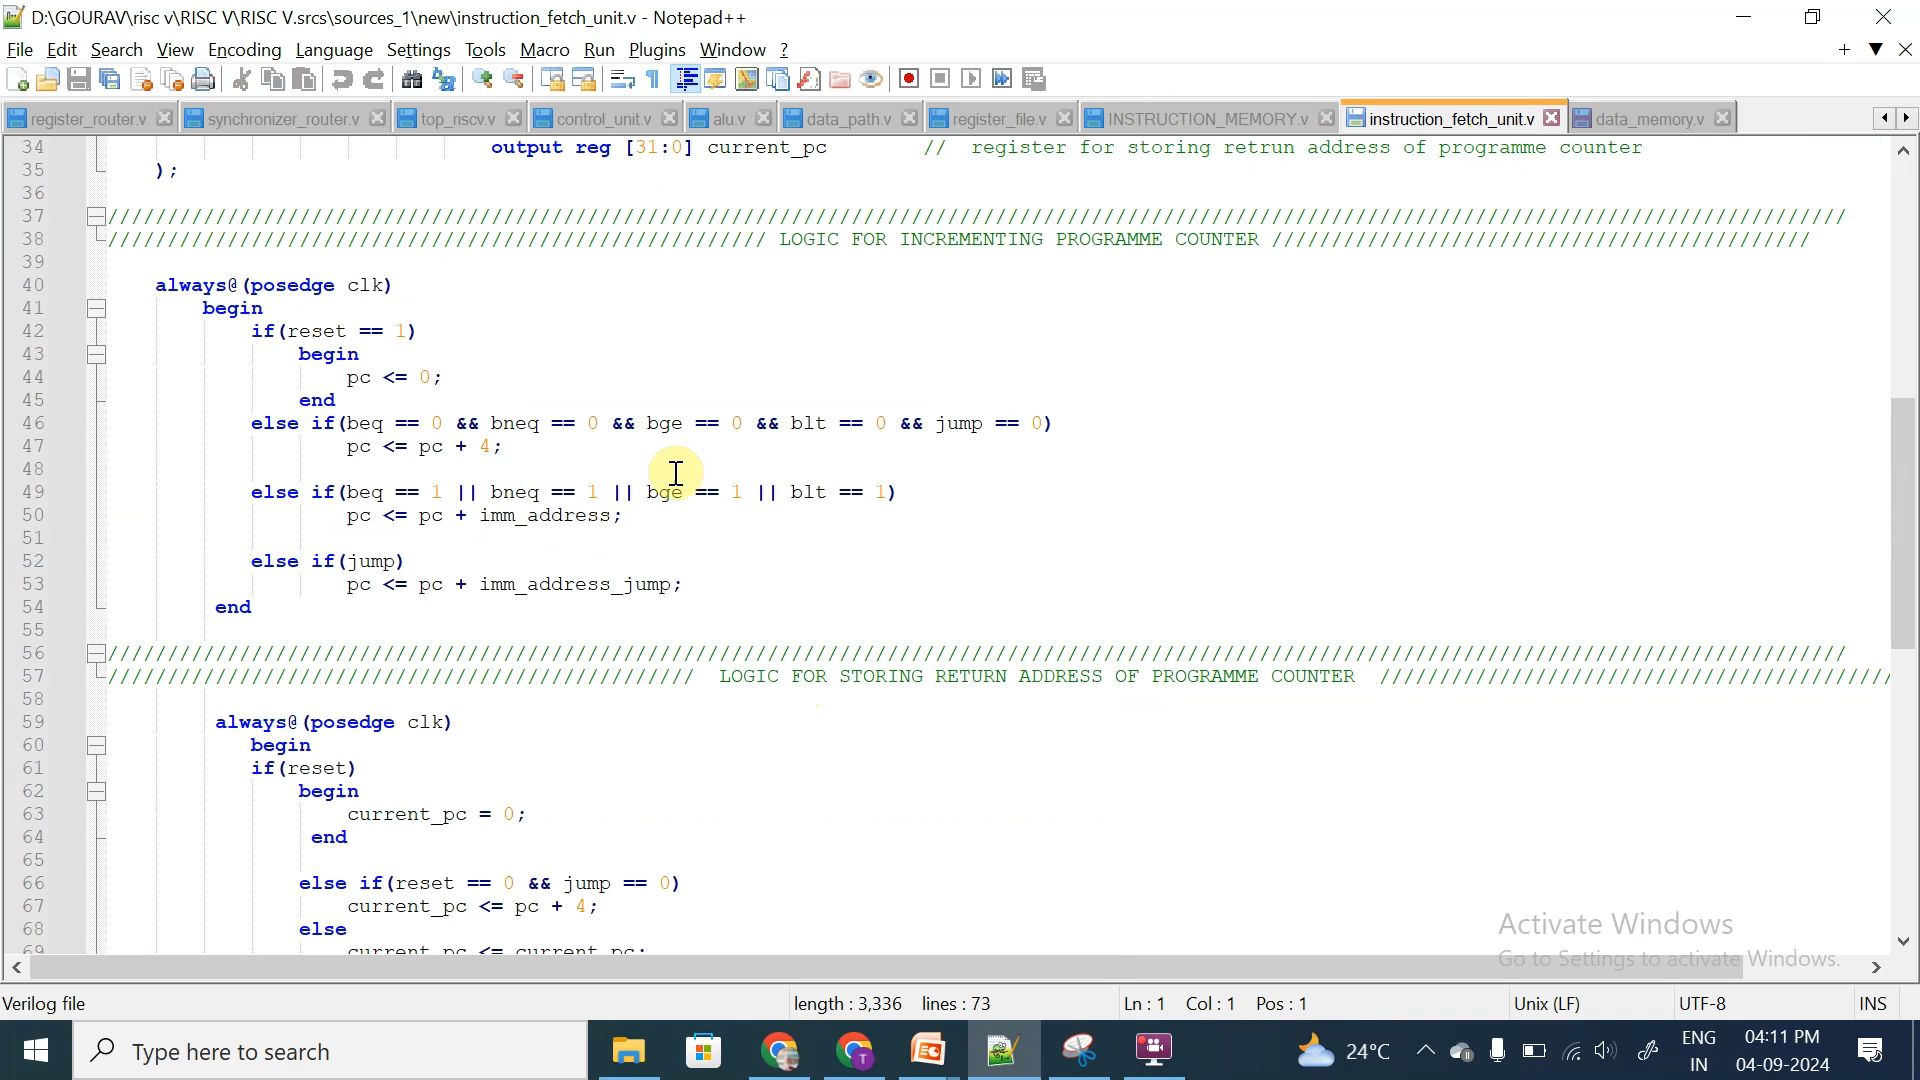 D:\GOURAV\risc v\RISC V\RISC V.srcs\sources_1\new\instruction_fetch_unit.v - Notepad++
File Edit Search View Encoding Language Settings Tools Macro Run Plugins Window ?
register_router.v synchronizer_router.v top_riscv.v control_unit.v alu.v data_path.v register_file.v INSTRUCTION_MEMORY.v instruction_fetch_unit.v data_memory.v
34 output reg [31:0] current_pc // register for storing retrun address of programme counter
35 );
36
37 /////////////////////////////////////////////////////////////////////////////////////////////////////////////////////////////////////////////////
38 /////////////////////////////////////////////////////// LOGIC FOR INCREMENTING PROGRAMME COUNTER /////////////////////////////////////////////
39
40 always@(posedge clk)
41 begin
42 if(reset == 1)
43 begin
44 pc <= 0;
45 end
46 else if(beq == 0 && bneq == 0 && bge == 0 && blt == 0 && jump == 0)
47 pc <= pc + 4;
48
49 else if(beq == 1 || bneq == 1 || bge == 1 || blt == 1)
50 pc <= pc + imm_address;
51
52 else if(jump)
53 pc <= pc + imm_address_jump;
54 end
55
56 /////////////////////////////////////////////////////////////////////////////////////////////////////////////////////////////////////////////////
57 ///////////////////////////////////////////////// LOGIC FOR STORING RETURN ADDRESS OF PROGRAMME COUNTER ///////////////////////////////////////////
58
59 always@(posedge clk)
60 begin
61 if(reset)
62 begin
63 current_pc = 0;
64 end
65
66 else if(reset == 0 && jump == 0)
67 current_pc <= pc + 4;
68 else
69 current_pc <= current_pc;
Activate Windows
Go to Settings to activate Windows.
Verilog file length : 3,336 lines : 73 Ln : 1 Col : 1 Pos : 1 Unix (LF) UTF-8 INS
Type here to search 24°C ENG IN 04:11 PM 04-09-2024